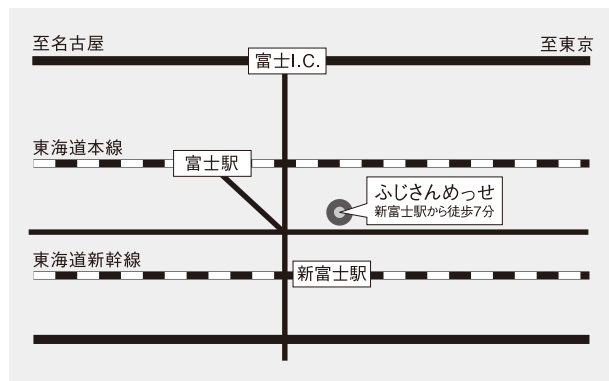 至名古屋
至東京
富士I.C.
東海道本線
富士駅
ふじさんめっせ
新富士駅から徒歩7分
東海道新幹線
新富士駅